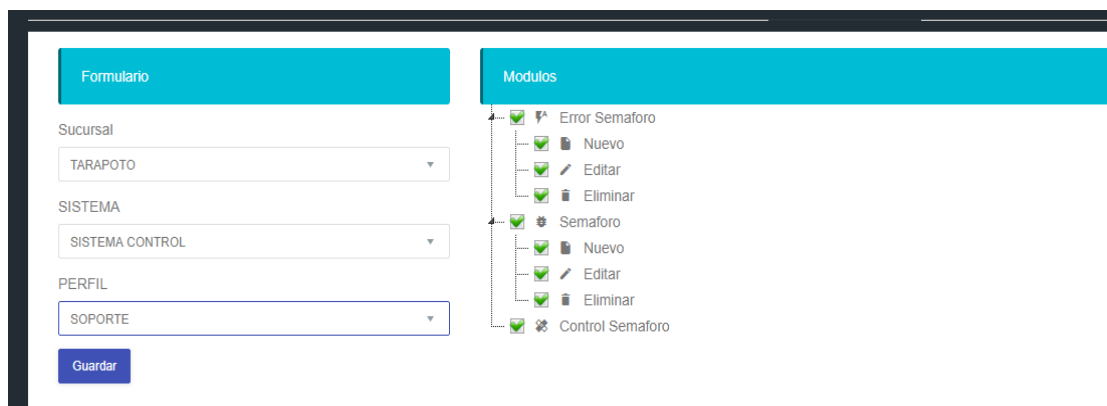 Formulario
Sucursal
TARAPOTO
SISTEMA
SISTEMA CONTROL
PERFIL
SOPORTE
Guardar
Modulos
Error Semaforo
Nuevo
Editar
Eliminar
Semaforo
Nuevo
Editar
Eliminar
Control Semaforo